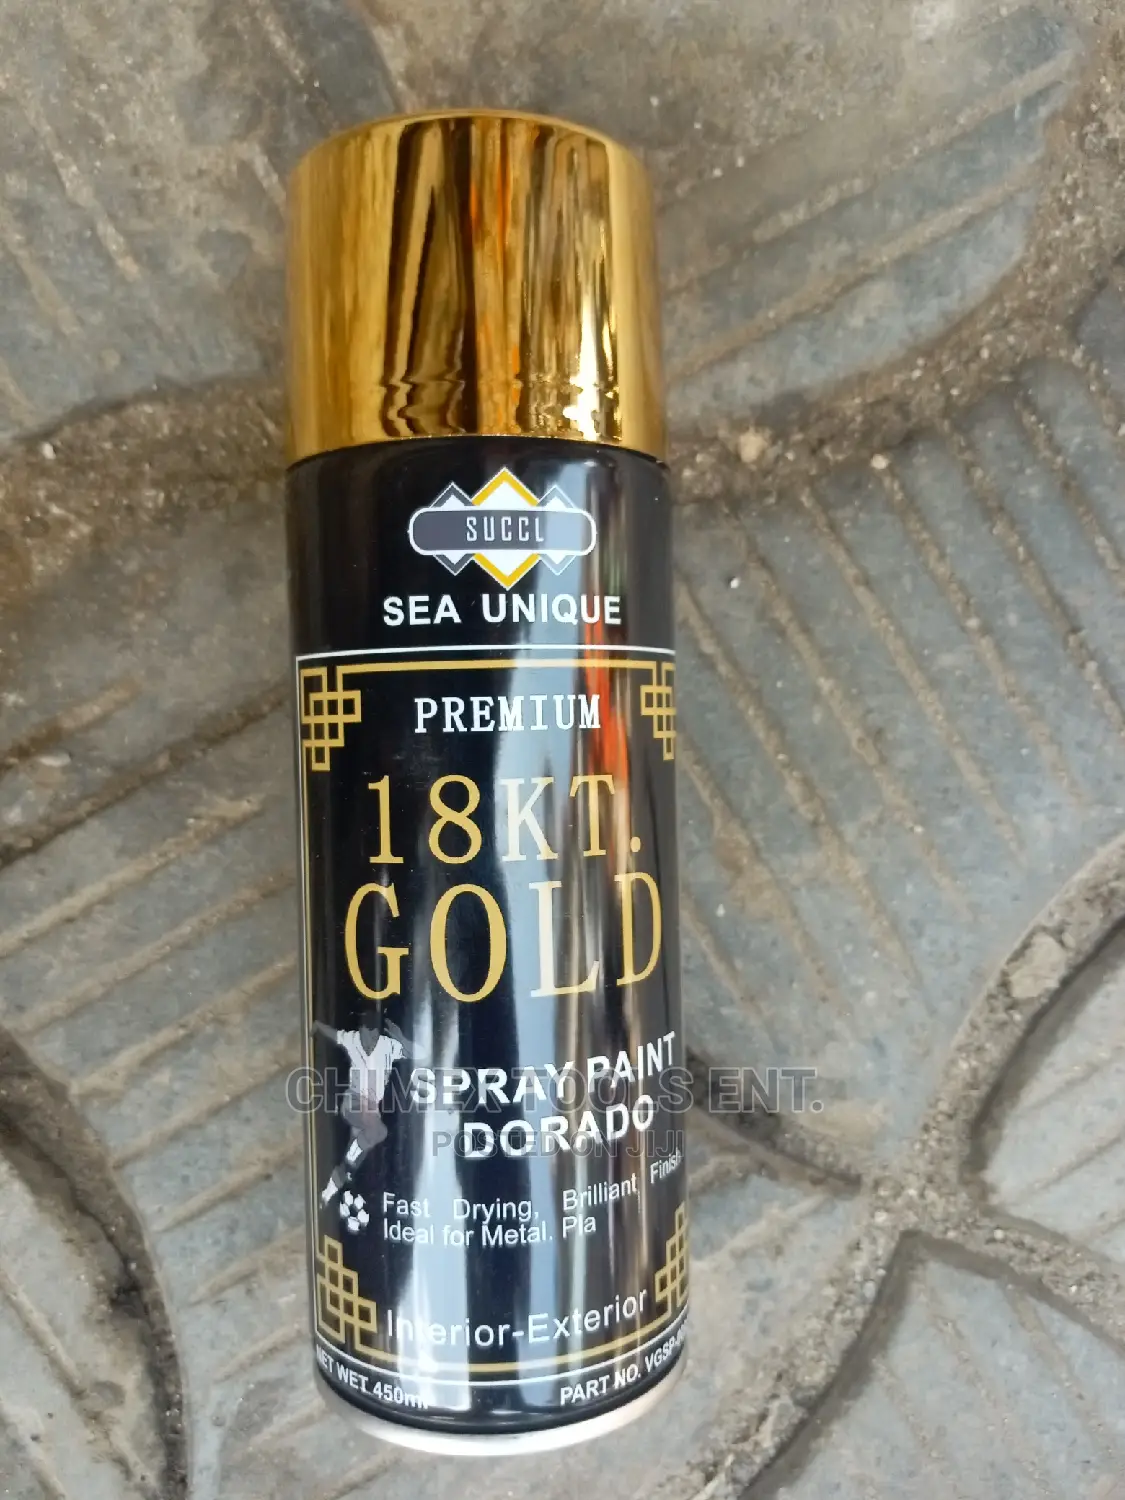 SUCCL
SEA UNIQUE
PREMIUM
18KT.
GOLD
SPRAY PAINT
DORADO
CHIMEX TOOLS ENT.
POSTED ON JIJI
Fast Drying, Brilliant Finish
Ideal for Metal. Pla
Interior-Exterior
NET WET 450ml
PART NO. VGSP